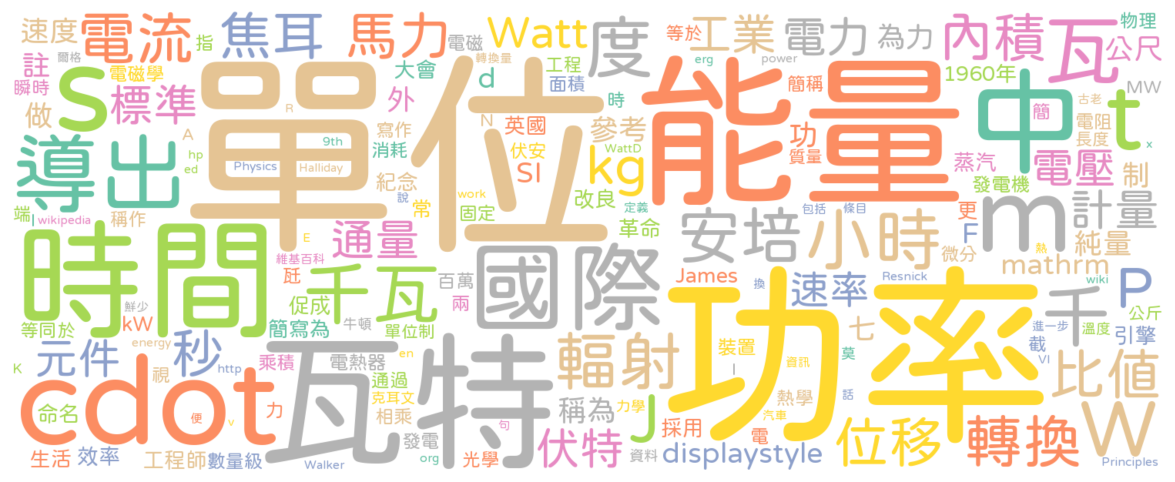 速度 電流 指 焦耳 馬力 電磁 Watt 度 等於 工業 電力 為力 內積 瓦 物理 公尺
爾格 轉換量 erg power
註 電磁學 大會 d 工程 面積 簡稱 1960年 MW
瞬時 S 標準 外 時 中 簡 古老 t
做 R N 英國 參考 功 電阻
A 單位 寫作 能量 質量 長度 x
導出 hp 9th 消耗 伏安 WattD kg 蒸汽 電壓 制
ed Physics Halliday SI 發電機
端 l wikipedia 稱作 紀念 說 常 work 固定 改良 定義 包括 條目 更 m 計量
時間 E 通量 革命 安培 小時 F 微分 純量
維基百科 瓩 國際 熱 mathrm
千瓦 百萬 James 換 速率 Resnick wiki P
鮮少 促成 兩 千 公斤
等同於 kW 簡寫為 牛頓 單位制 功率 七 進一步 溫度 引擎
元件 秒 energy 瓦特 輻射 裝置 莫 截 VI
K http 乘積 電熱器 en l 資訊 比值
cdot 視 通過 克耳文 稱為 J 力學 熱學 話
命名 便 v 力 相乘 汽車 W
發電 句 伏特 採用 電 位移 轉換
生活 效率 工程師 數量級 Walker org 光學 資料 displaystyle Principles